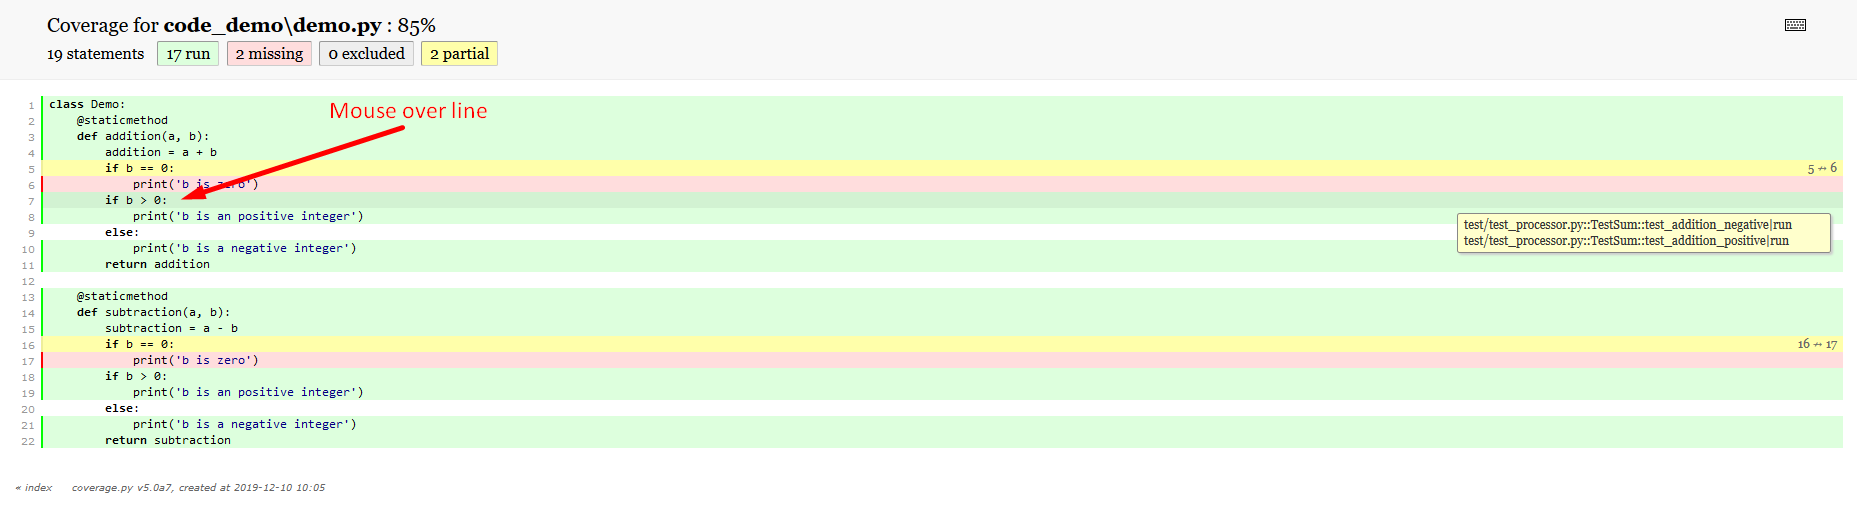 Coverage for code_demo\demo.py : 85%
19 statements 17 run 2 missing 0 excluded 2 partial
Mouse over line
1 class Demo:
2 @staticmethod
3 def addition(a, b):
4 addition = a + b
5 if b == 0: 5 ↛ 6
6 print('b is zero')
7 if b > 0:
8 print('b is an positive integer')
9 else:
10 print('b is a negative integer')
11 return addition
12
13 @staticmethod
14 def subtraction(a, b):
15 subtraction = a - b
16 if b == 0: 16 ↛ 17
17 print('b is zero')
18 if b > 0:
19 print('b is an positive integer')
20 else:
21 print('b is a negative integer')
22 return subtraction
test/test_processor.py::TestSum::test_addition_negative|run
test/test_processor.py::TestSum::test_addition_positive|run
« index coverage.py v5.0a7, created at 2019-12-10 10:05